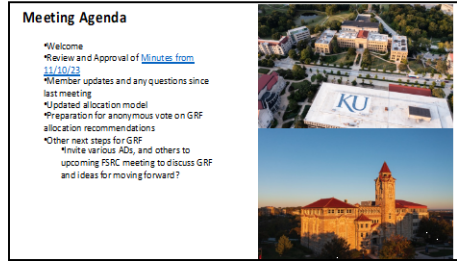 Meeting Agenda
•Welcome
•Review and Approval of Minutes from
11/10/23
•Member updates and any questions since
last meeting
•Updated allocation model
•Preparation for anonymous vote on GRF
allocation recommendations
•Other next steps for GRF
•Invite various ADs, and others to
upcoming FSRC meeting to discuss GRF
and ideas for moving forward?
KU